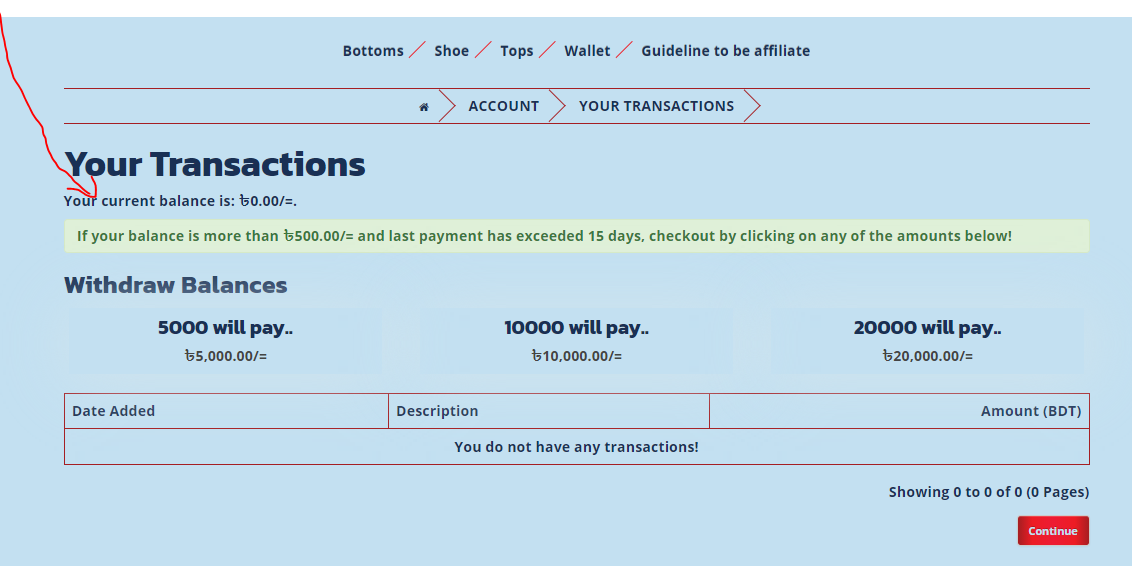 Bottoms Shoe Tops Wallet Guideline to be affiliate
ACCOUNT YOUR TRANSACTIONS
Your Transactions
Your current balance is: ৳0.00/=.
If your balance is more than ৳500.00/= and last payment has exceeded 15 days, checkout by clicking on any of the amounts below!
Withdraw Balances
5000 will pay.. 10000 will pay.. 20000 will pay..
৳5,000.00/= ৳10,000.00/= ৳20,000.00/=
Date Added Description Amount (BDT)
You do not have any transactions!
Showing 0 to 0 of 0 (0 Pages)
Continue